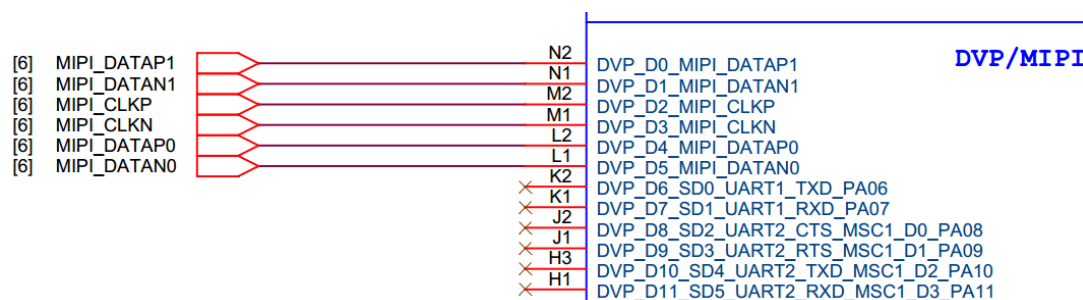 DVP/MIPI
[6] MIPI_DATAP1 N2 DVP_D0_MIPI_DATAP1
[6] MIPI_DATAN1 N1 DVP_D1_MIPI_DATAN1
[6] MIPI_CLKP M2 DVP_D2_MIPI_CLKP
[6] MIPI_CLKN M1 DVP_D3_MIPI_CLKN
[6] MIPI_DATAP0 L2 DVP_D4_MIPI_DATAP0
[6] MIPI_DATAN0 L1 DVP_D5_MIPI_DATAN0
K2 DVP_D6_SD0_UART1_TXD_PA06
K1 DVP_D7_SD1_UART1_RXD_PA07
J2 DVP_D8_SD2_UART2_CTS_MSC1_D0_PA08
J1 DVP_D9_SD3_UART2_RTS_MSC1_D1_PA09
H3 DVP_D10_SD4_UART2_TXD_MSC1_D2_PA10
H1 DVP_D11_SD5_UART2_RXD_MSC1_D3_PA11